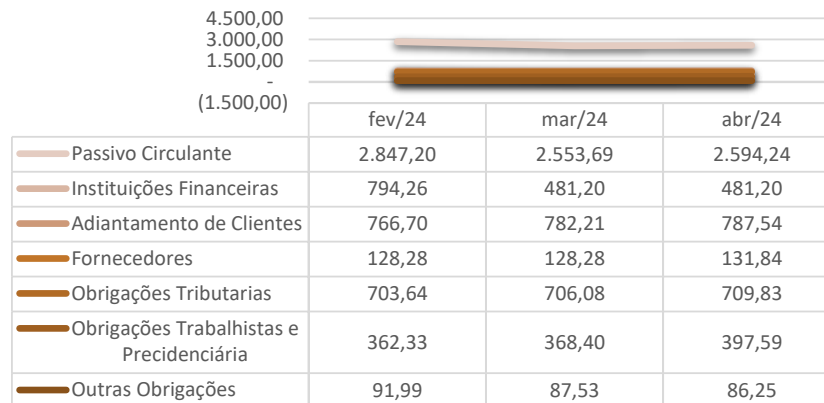 4.500,00
3.000,00
1.500,00
-
(1.500,00)
fev/24 mar/24 abr/24
Passivo Circulante 2.847,20 2.553,69 2.594,24
Instituições Financeiras 794,26 481,20 481,20
Adiantamento de Clientes 766,70 782,21 787,54
Fornecedores 128,28 128,28 131,84
Obrigações Tributarias 703,64 706,08 709,83
Obrigações Trabalhistas e
Precidenciária 362,33 368,40 397,59
Outras Obrigações 91,99 87,53 86,25